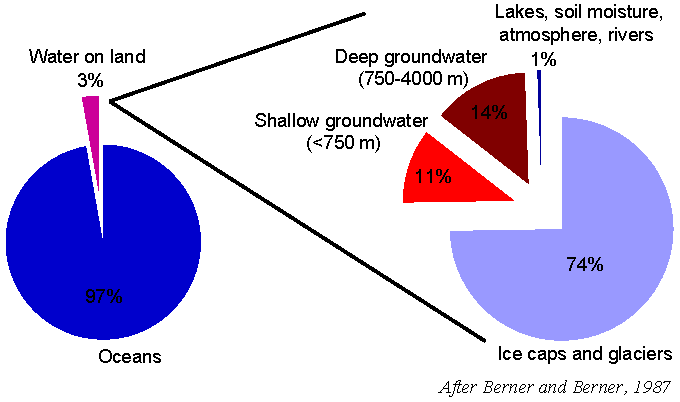 Water on land
3%
97%
Oceans
Lakes, soil moisture,
atmosphere, rivers
1%
Deep groundwater
(750-4000 m)
14%
Shallow groundwater
(<750 m)
11%
74%
Ice caps and glaciers
After Berner and Berner, 1987